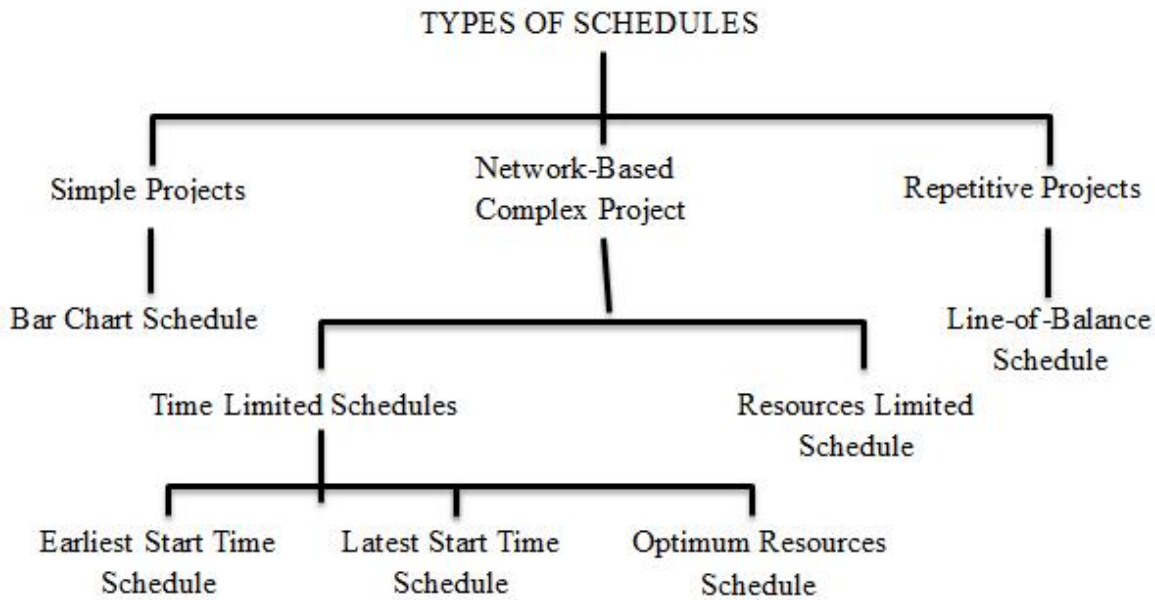 TYPES OF SCHEDULES
Simple Projects
Network-Based
Complex Project
Repetitive Projects
Bar Chart Schedule
Line-of-Balance
Schedule
Time Limited Schedules
Resources Limited
Schedule
Earliest Start Time
Schedule
Latest Start Time
Schedule
Optimum Resources
Schedule